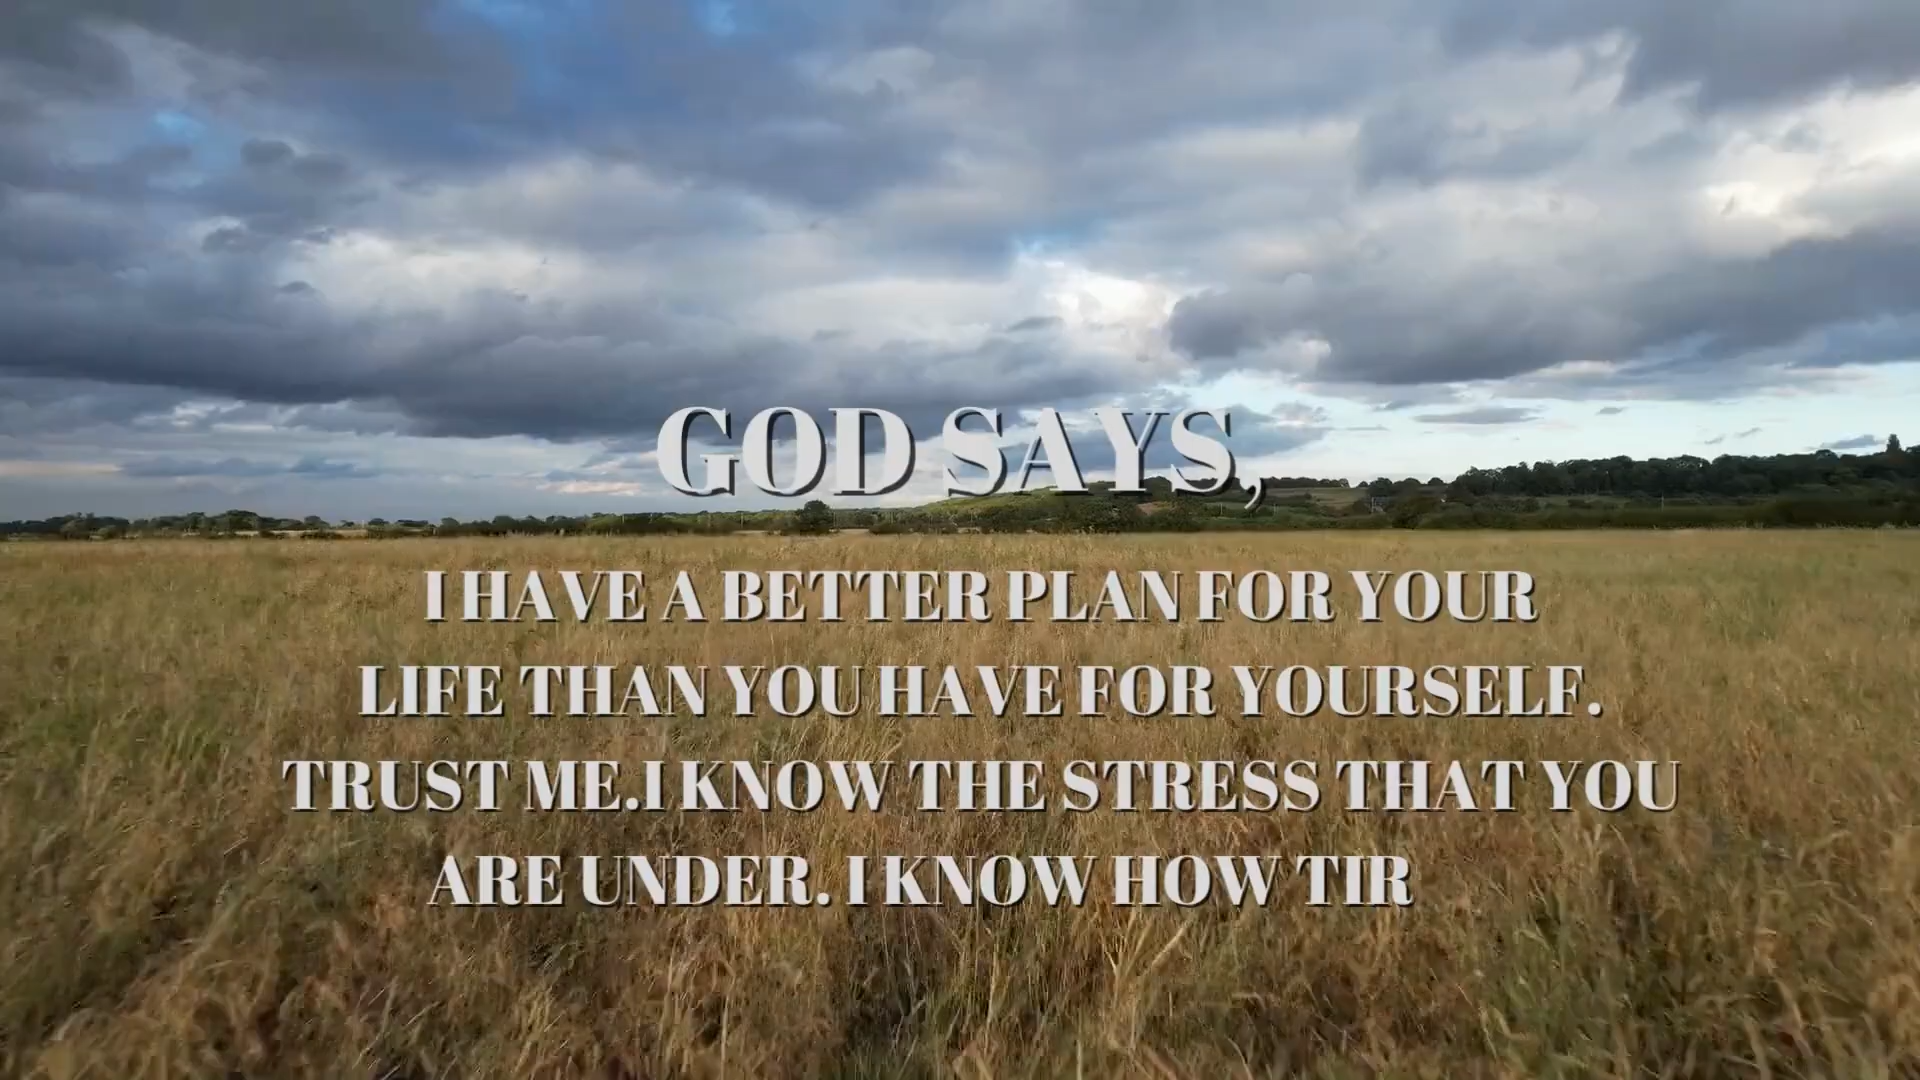 GOD SAYS,
I HAVE A BETTER PLAN FOR YOUR
LIFE THAN YOU HAVE FOR YOURSELF.
TRUST ME.I KNOW THE STRESS THAT YOU
ARE UNDER. I KNOW HOW TIR